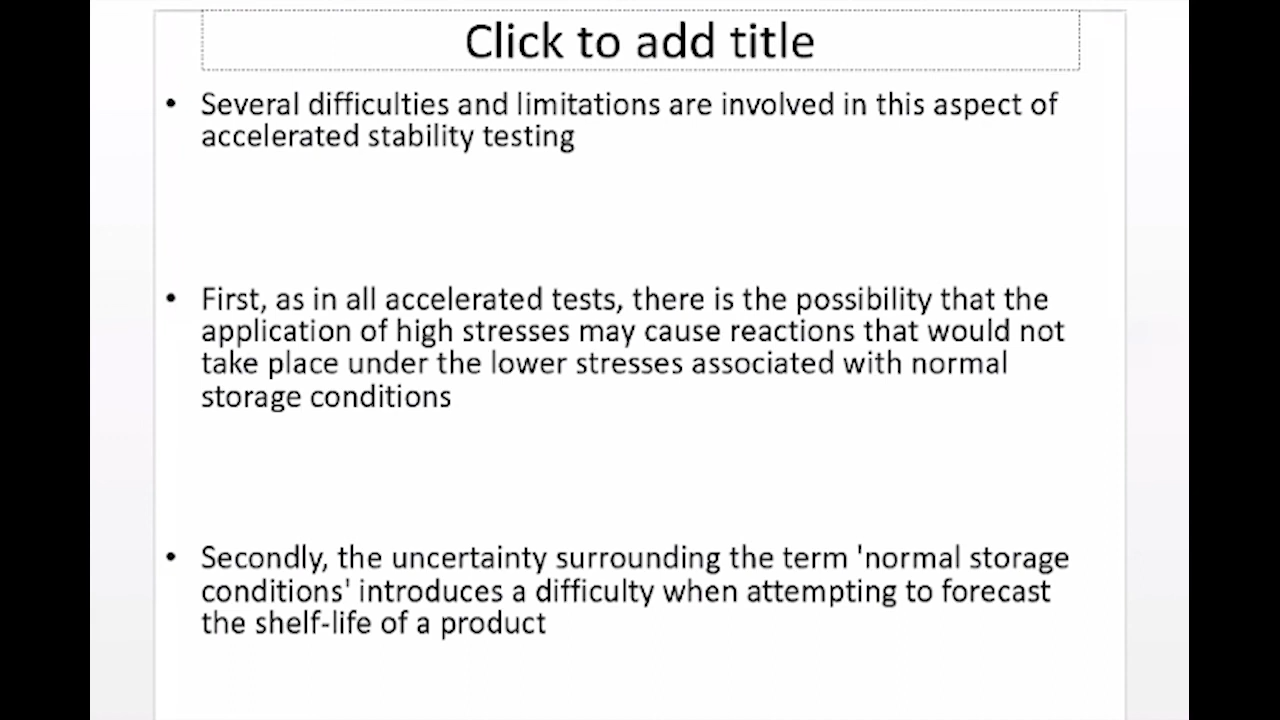 Click to add title
• Several difficulties and limitations are involved in this aspect of
accelerated stability testing
• First, as in all accelerated tests, there is the possibility that the
application of high stresses may cause reactions that would not
take place under the lower stresses associated with normal
storage conditions
• Secondly, the uncertainty surrounding the term 'normal storage
conditions' introduces a difficulty when attempting to forecast
the shelf-life of a product